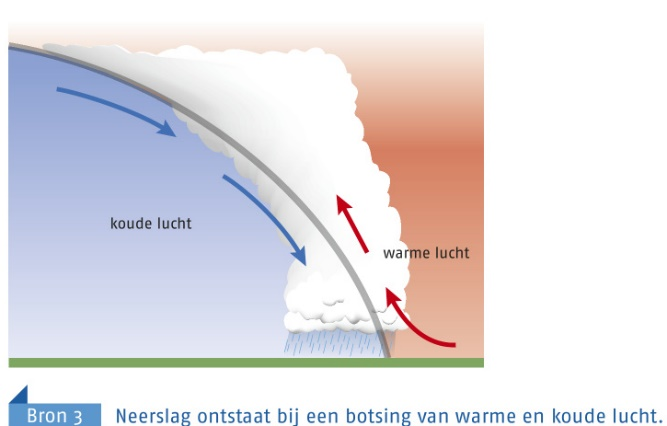 koude lucht
warme lucht
Bron 3 Neerslag ontstaat bij een botsing van warme en koude lucht.